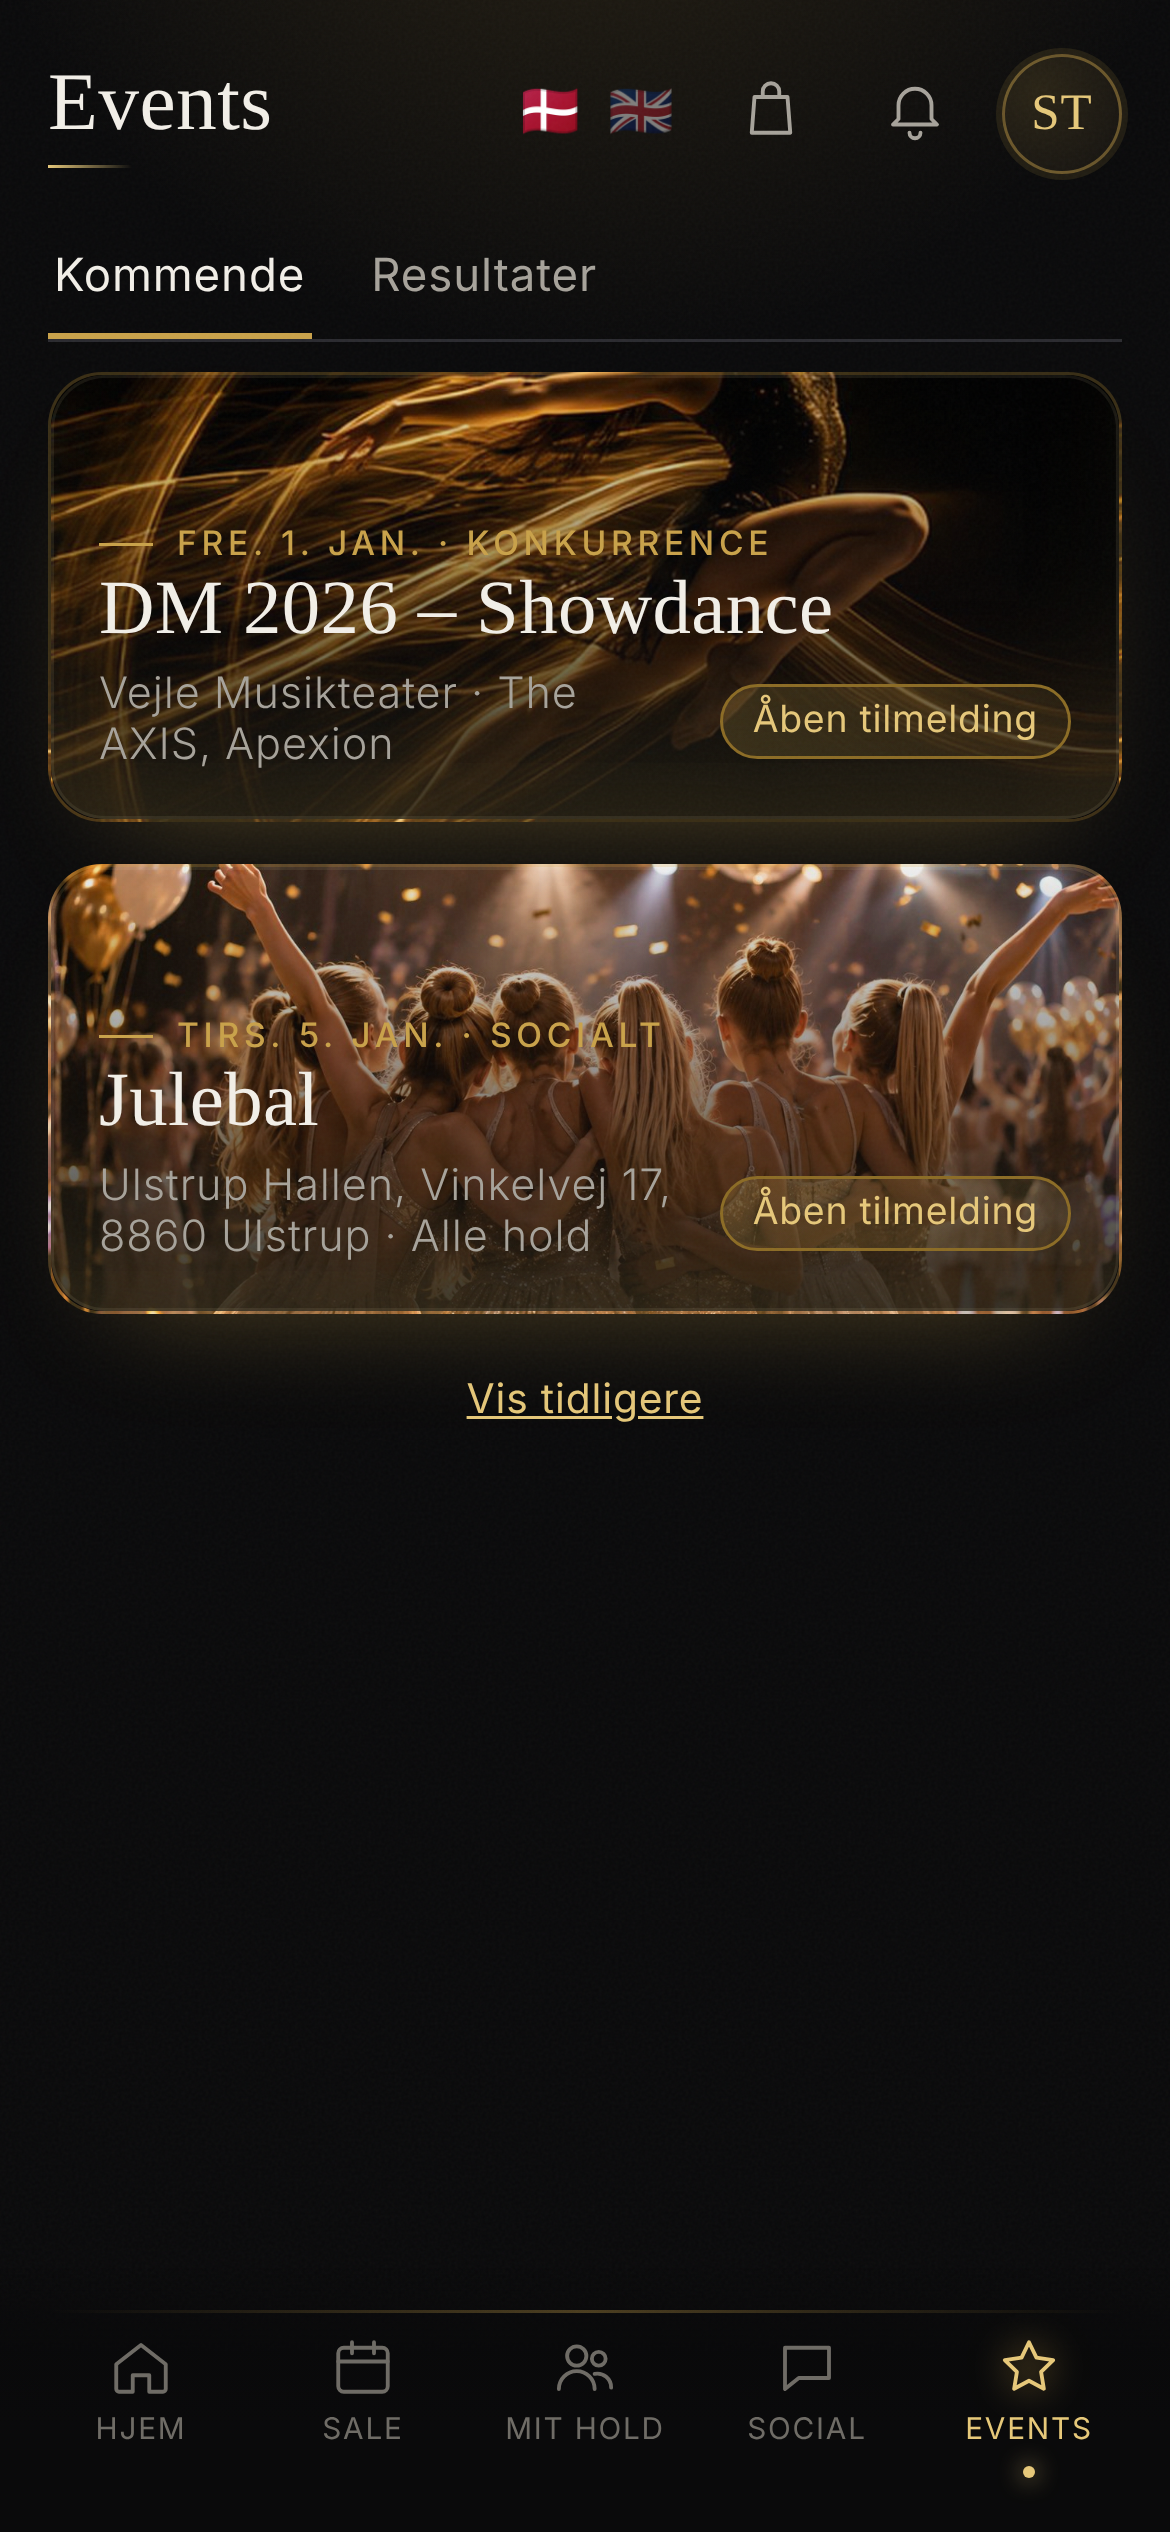 Events
ST
Kommende
Resultater
FRE. 1. JAN. · KONKURRENCE
DM 2026 – Showdance
Vejle Musikteater · The
AXIS, Apexion
Åben tilmelding
TIRS. 5. JAN. · SOCIALT
Julebal
Ulstrup Hallen, Vinkelvej 17,
8860 Ulstrup · Alle hold
Åben tilmelding
Vis tidligere
HJEM
SALE
MIT HOLD
SOCIAL
EVENTS